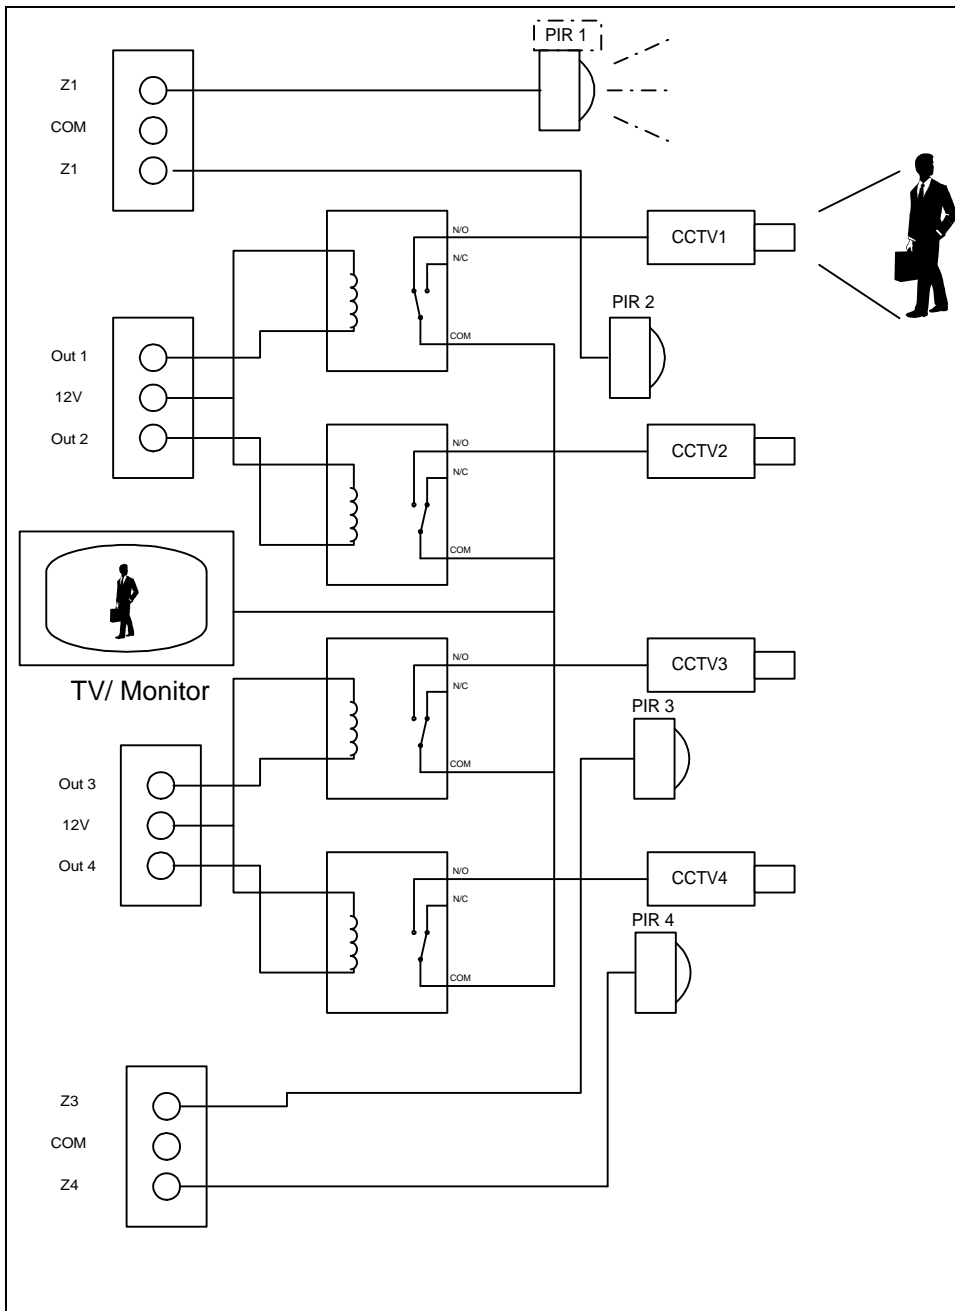 PIR 1
Z1
COM
Z1
N/O
CCTV1
N/C
PIR 2
COM
Out 1
12V
Out 2
N/O
CCTV2
N/C
COM
N/O
CCTV3
N/C
TV/ Monitor
PIR 3
COM
Out 3
12V
Out 4
N/O
CCTV4
N/C
PIR 4
COM
Z3
COM
Z4